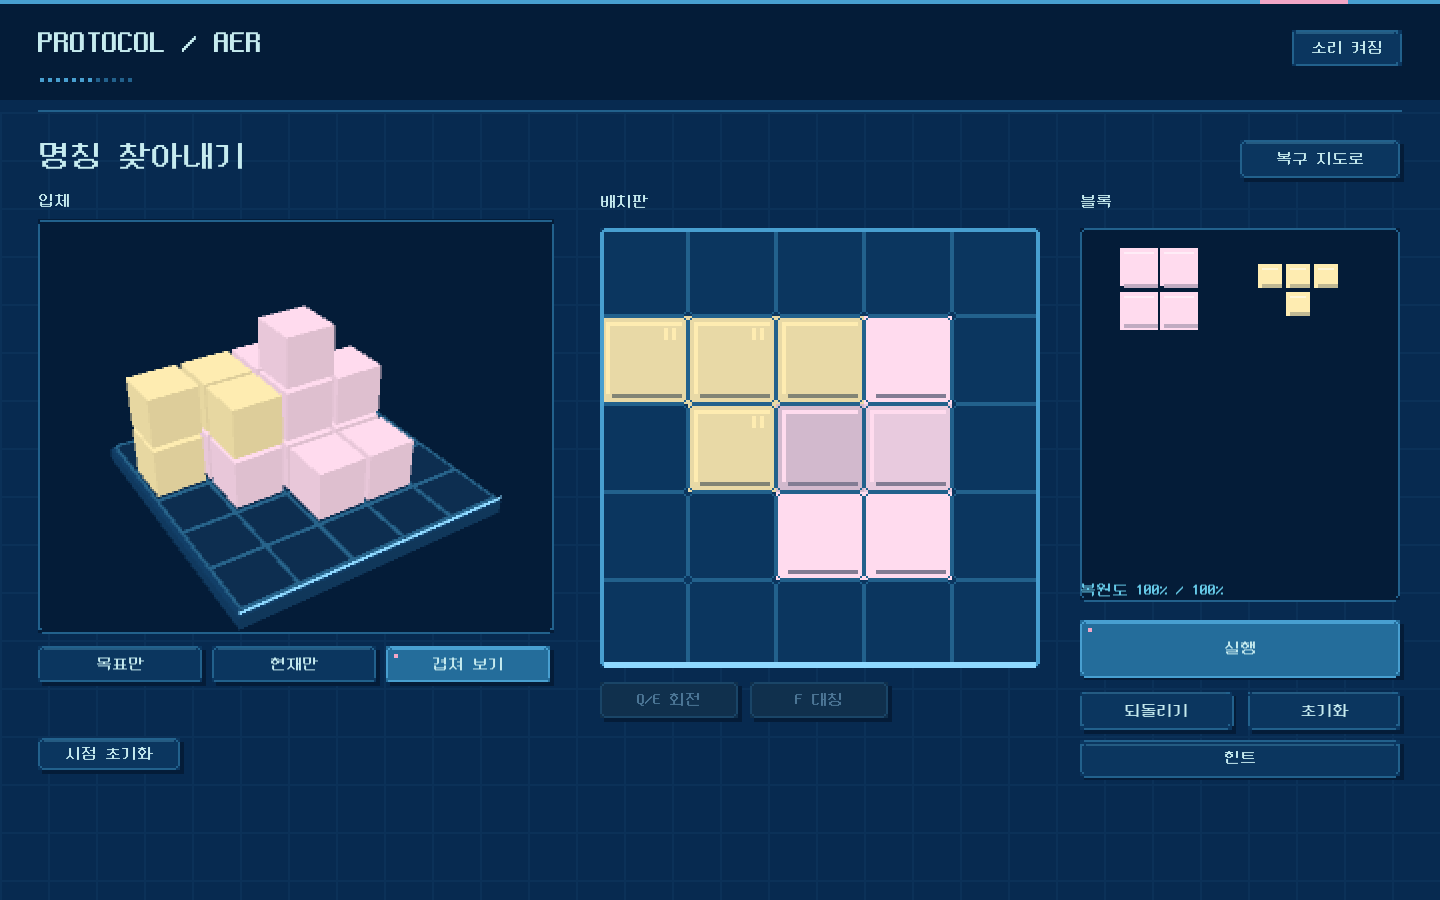 PROTOCOL / AER
소리 켜짐
명칭 찾아내기
복구 지도로
입체
배치판
블록
복원도 100% / 100%
목표만
현재만
겹쳐 보기
실행
Q/E 회전
F 대칭
되돌리기
초기화
시점 초기화
힌트